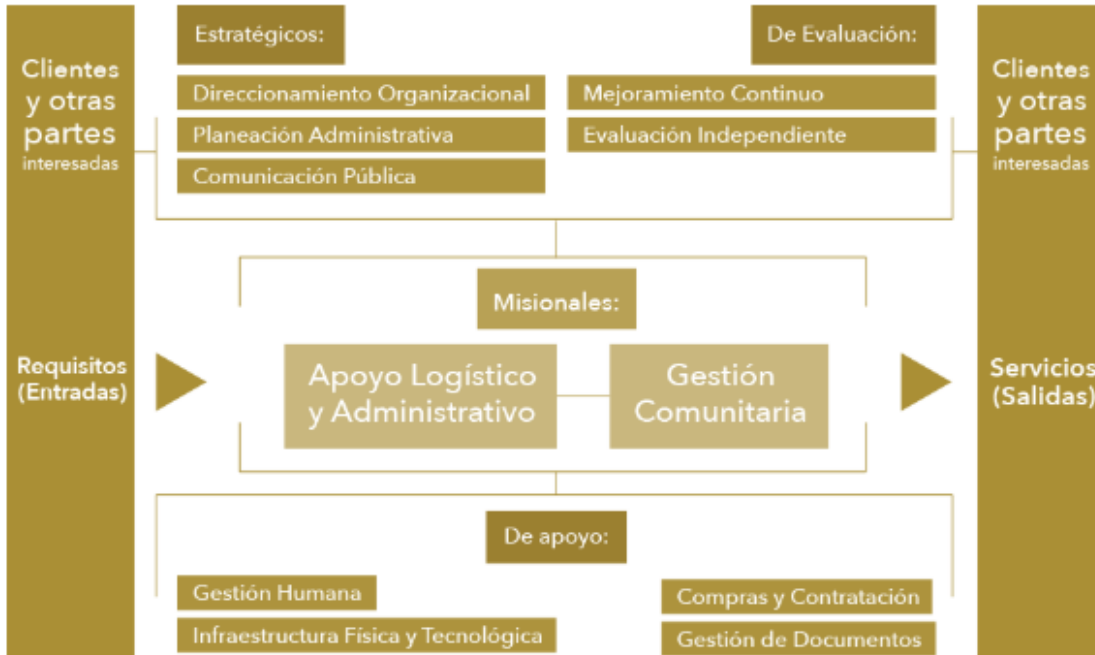 Clientes
y otras
partes
interesadas
Requisitos
(Entradas)
Estratégicos:
Direccionamiento Organizacional
Planeación Administrativa
Comunicación Pública
De Evaluación:
Mejoramiento Continuo
Evaluación Independiente
Misionales:
Apoyo Logístico
y Administrativo
Gestión
Comunitaria
De apoyo:
Gestión Humana
Infraestructura Física y Tecnológica
Compras y Contratación
Gestión de Documentos
Clientes
y otras
partes
interesadas
Servicios
(Salidas)